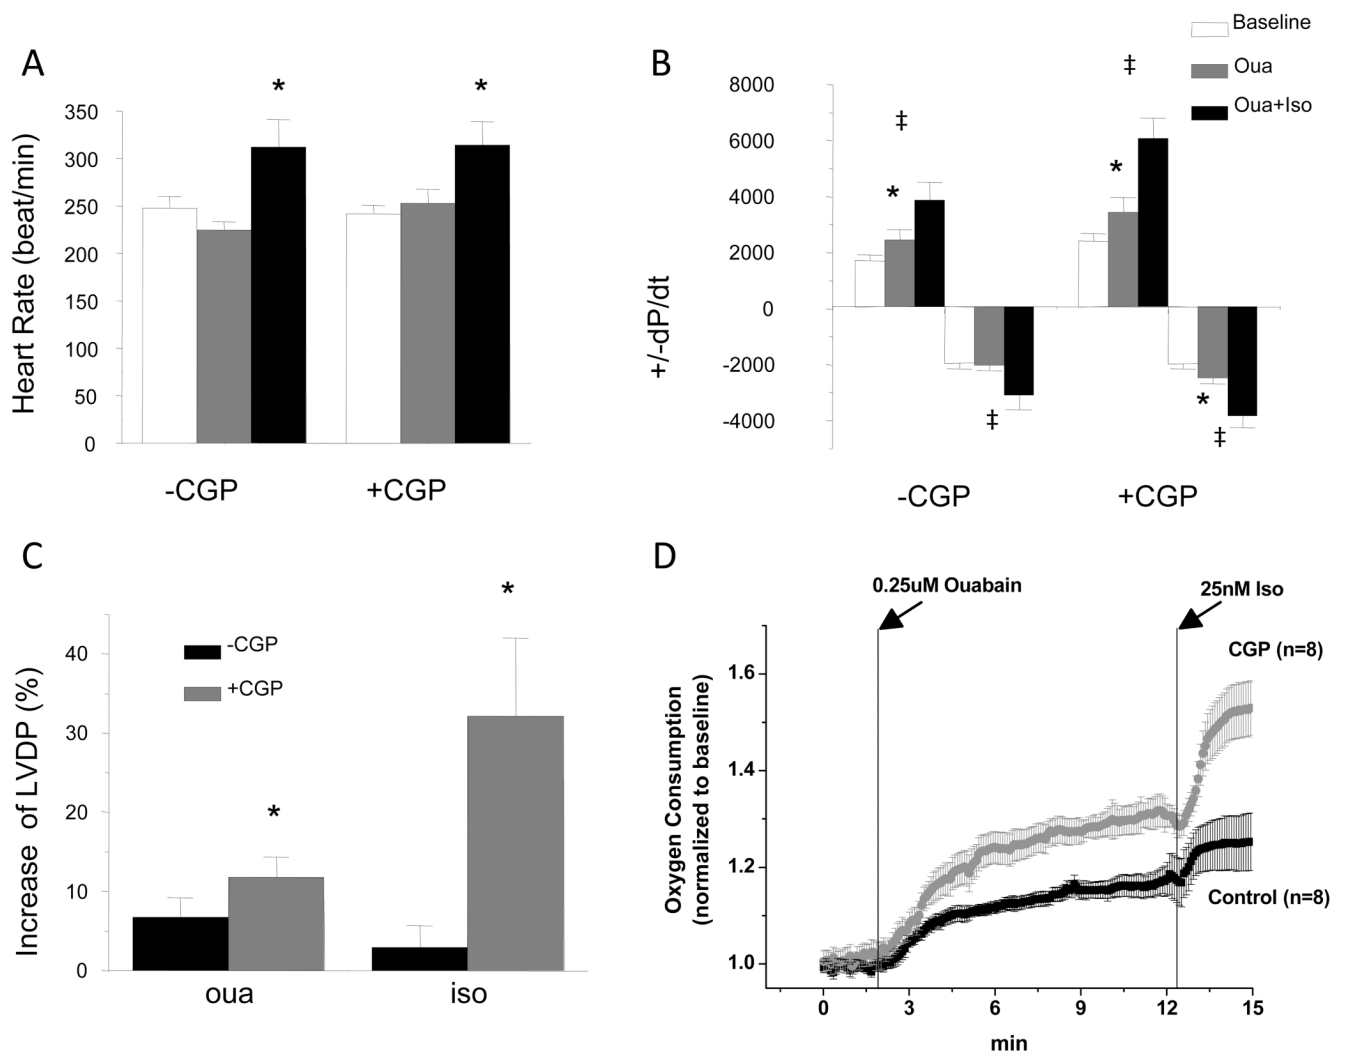 A
Heart Rate (beat/min)
350
300
250
200
150
100
50
0
*
*
-CGP
+CGP
B
Baseline
Oua
Oua+Iso
+/-dP/dt
8000
6000
4000
2000
0
-2000
-4000
‡
*
‡
*
‡
*
‡
-CGP
+CGP
C
Increase of LVDP (%)
40
30
20
10
0
-CGP
+CGP
*
*
oua
iso
D
0.25uM Ouabain
25nM Iso
CGP (n=8)
Control (n=8)
Oxygen Consumption
(normalized to baseline)
1.6
1.4
1.2
1.0
0
3
6
9
12
15
min